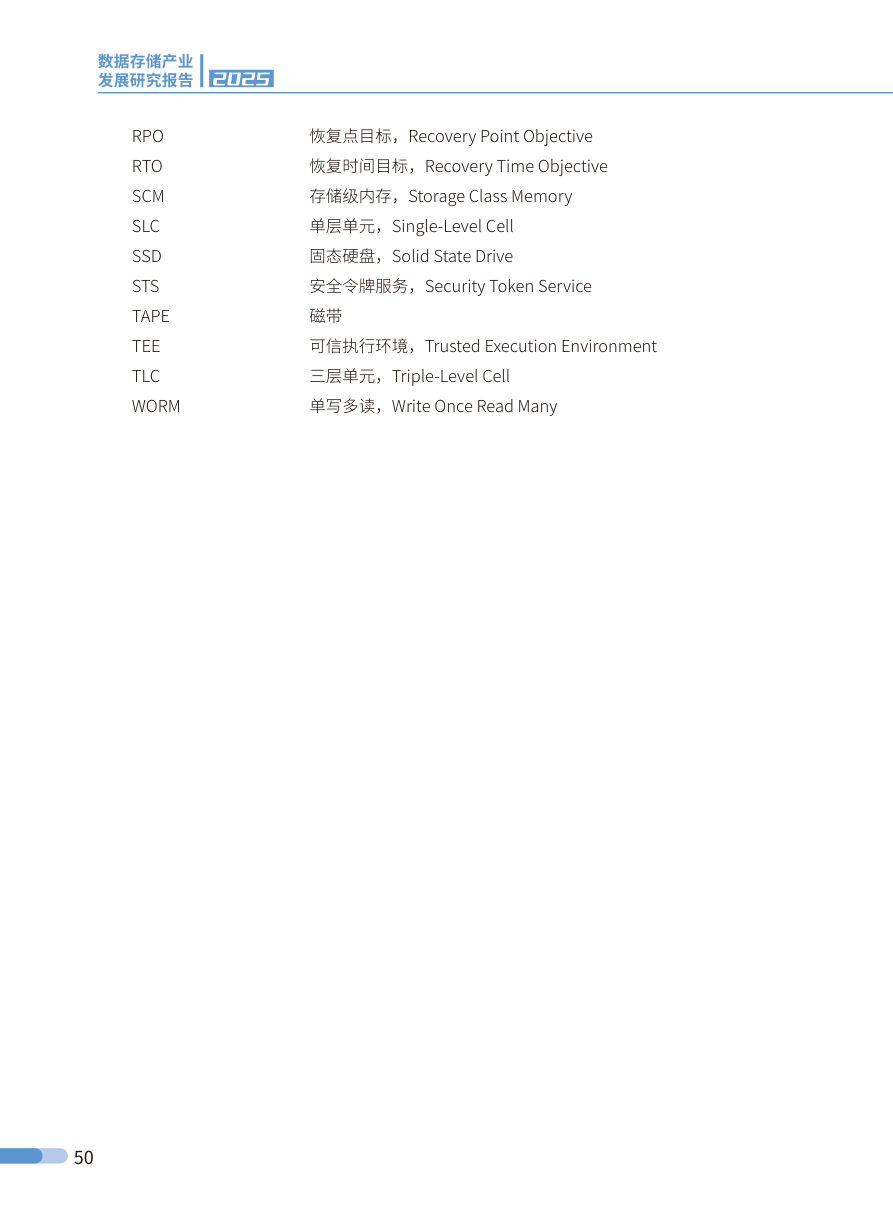 数据存储产业
发展研究报告 2025
RPO 恢复点目标，Recovery Point Objective
RTO 恢复时间目标，Recovery Time Objective
SCM 存储级内存，Storage Class Memory
SLC 单层单元，Single-Level Cell
SSD 固态硬盘，Solid State Drive
STS 安全令牌服务，Security Token Service
TAPE 磁带
TEE 可信执行环境，Trusted Execution Environment
TLC 三层单元，Triple-Level Cell
WORM 单写多读，Write Once Read Many
50